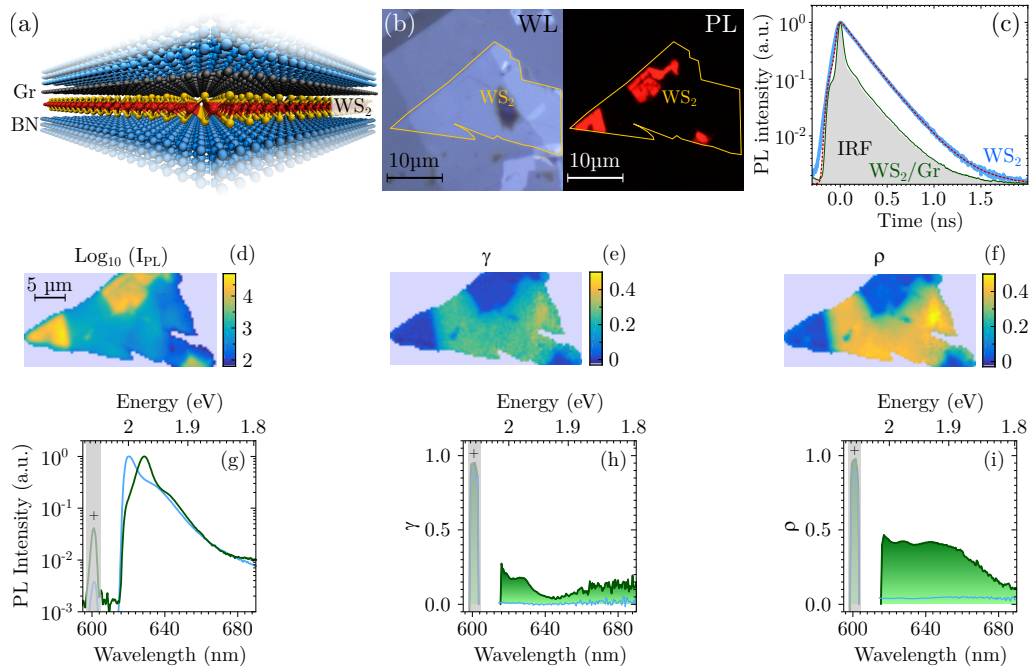 (a)
Gr
WS₂
BN
(b)
WL
PL
WS₂
WS₂
10μm
10μm
(c)
PL intensity (a.u.)
10⁰
10⁻¹
10⁻²
IRF
WS₂/Gr
WS₂
0.0
0.5
1.0
1.5
Time (ns)
Log₁₀ (I_PL)
(d)
5 μm
4
3
2
γ
(e)
0.4
0.2
0
ρ
(f)
0.4
0.2
0
Energy (eV)
2
1.9
1.8
(g)
PL Intensity (a.u.)
10⁰
10⁻¹
10⁻²
10⁻³
+
600
640
680
Wavelength (nm)
Energy (eV)
2
1.9
1.8
(h)
γ
1.0
0.5
0.0
+
600
640
680
Wavelength (nm)
Energy (eV)
2
1.9
1.8
(i)
ρ
1.0
0.5
0.0
+
600
640
680
Wavelength (nm)